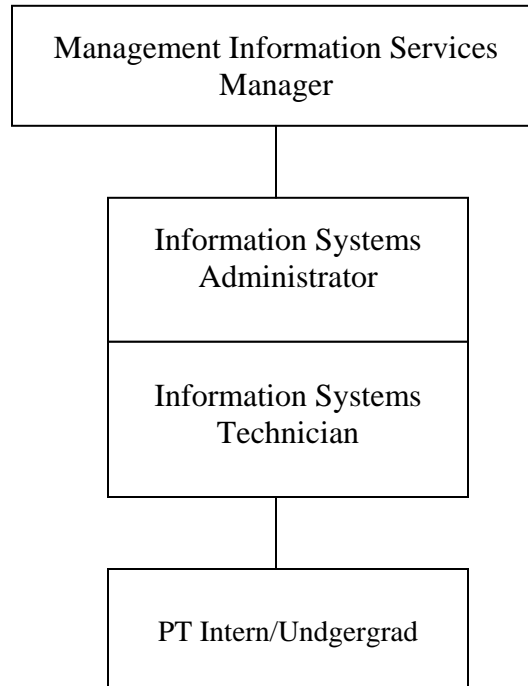 Management Information Services
Manager
Information Systems
Administrator
Information Systems
Technician
PT Intern/Undgergrad